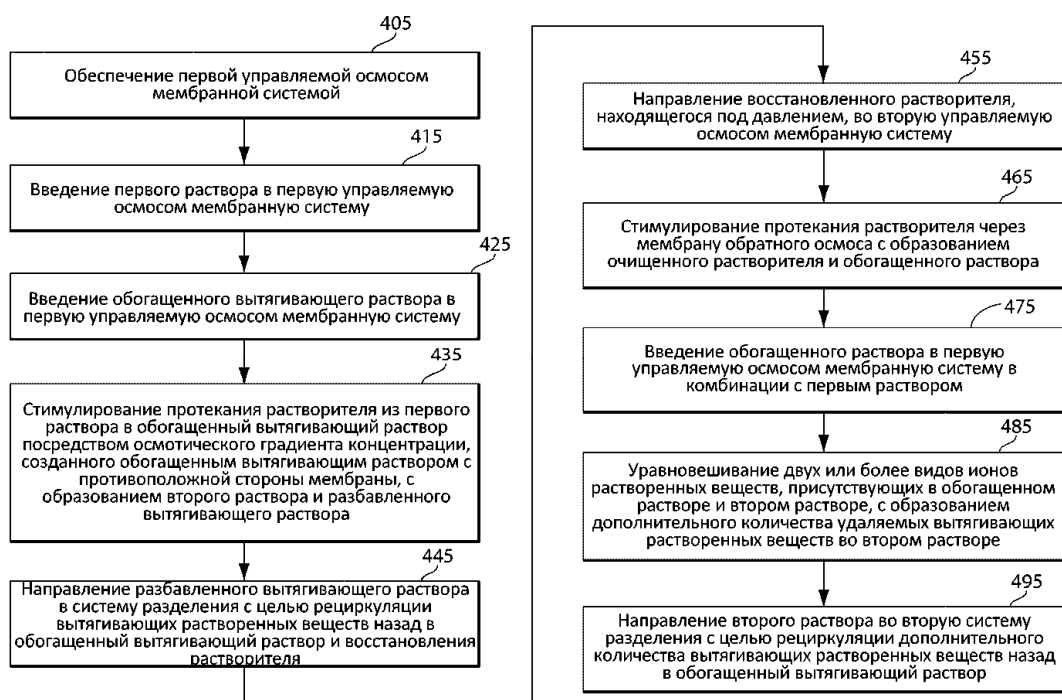 405
Обеспечение первой управляемой осмосом
мембранной системой
415
Введение первого раствора в первую управляемую
осмосом мембранную систему
425
Введение обогащенного вытягивающего раствора в
первую управляемую осмосом мембранную систему
435
Стимулирование протекания растворителя из первого
раствора в обогащенный вытягивающий раствор
посредством осмотического градиента концентрации,
созданного обогащенным вытягивающим раствором с
противоположной стороны мембраны, с
образованием второго раствора и разбавленного
вытягивающего раствора
445
Направление разбавленного вытягивающего раствора
в систему разделения с целью рециркуляции
вытягивающих растворенных веществ назад в
обогащенный вытягивающий раствор и восстановления
растворителя
455
Направление восстановленного растворителя,
находящегося под давлением, во вторую управляемую
осмосом мембранную систему
465
Стимулирование протекания растворителя через
мембрану обратного осмоса с образованием
очищенного растворителя и обогащенного раствора
475
Введение обогащенного раствора в первую
управляемую осмосом мембранную систему в
комбинации с первым раствором
485
Уравновешивание двух или более видов ионов
растворенных веществ, присутствующих в обогащенном
растворе и втором растворе, с образованием
дополнительного количества удаляемых вытягивающих
растворенных веществ во втором растворе
495
Направление второго раствора во вторую систему
разделения с целью рециркуляции дополнительного
количества вытягивающих растворенных веществ назад
в обогащенный вытягивающий раствор